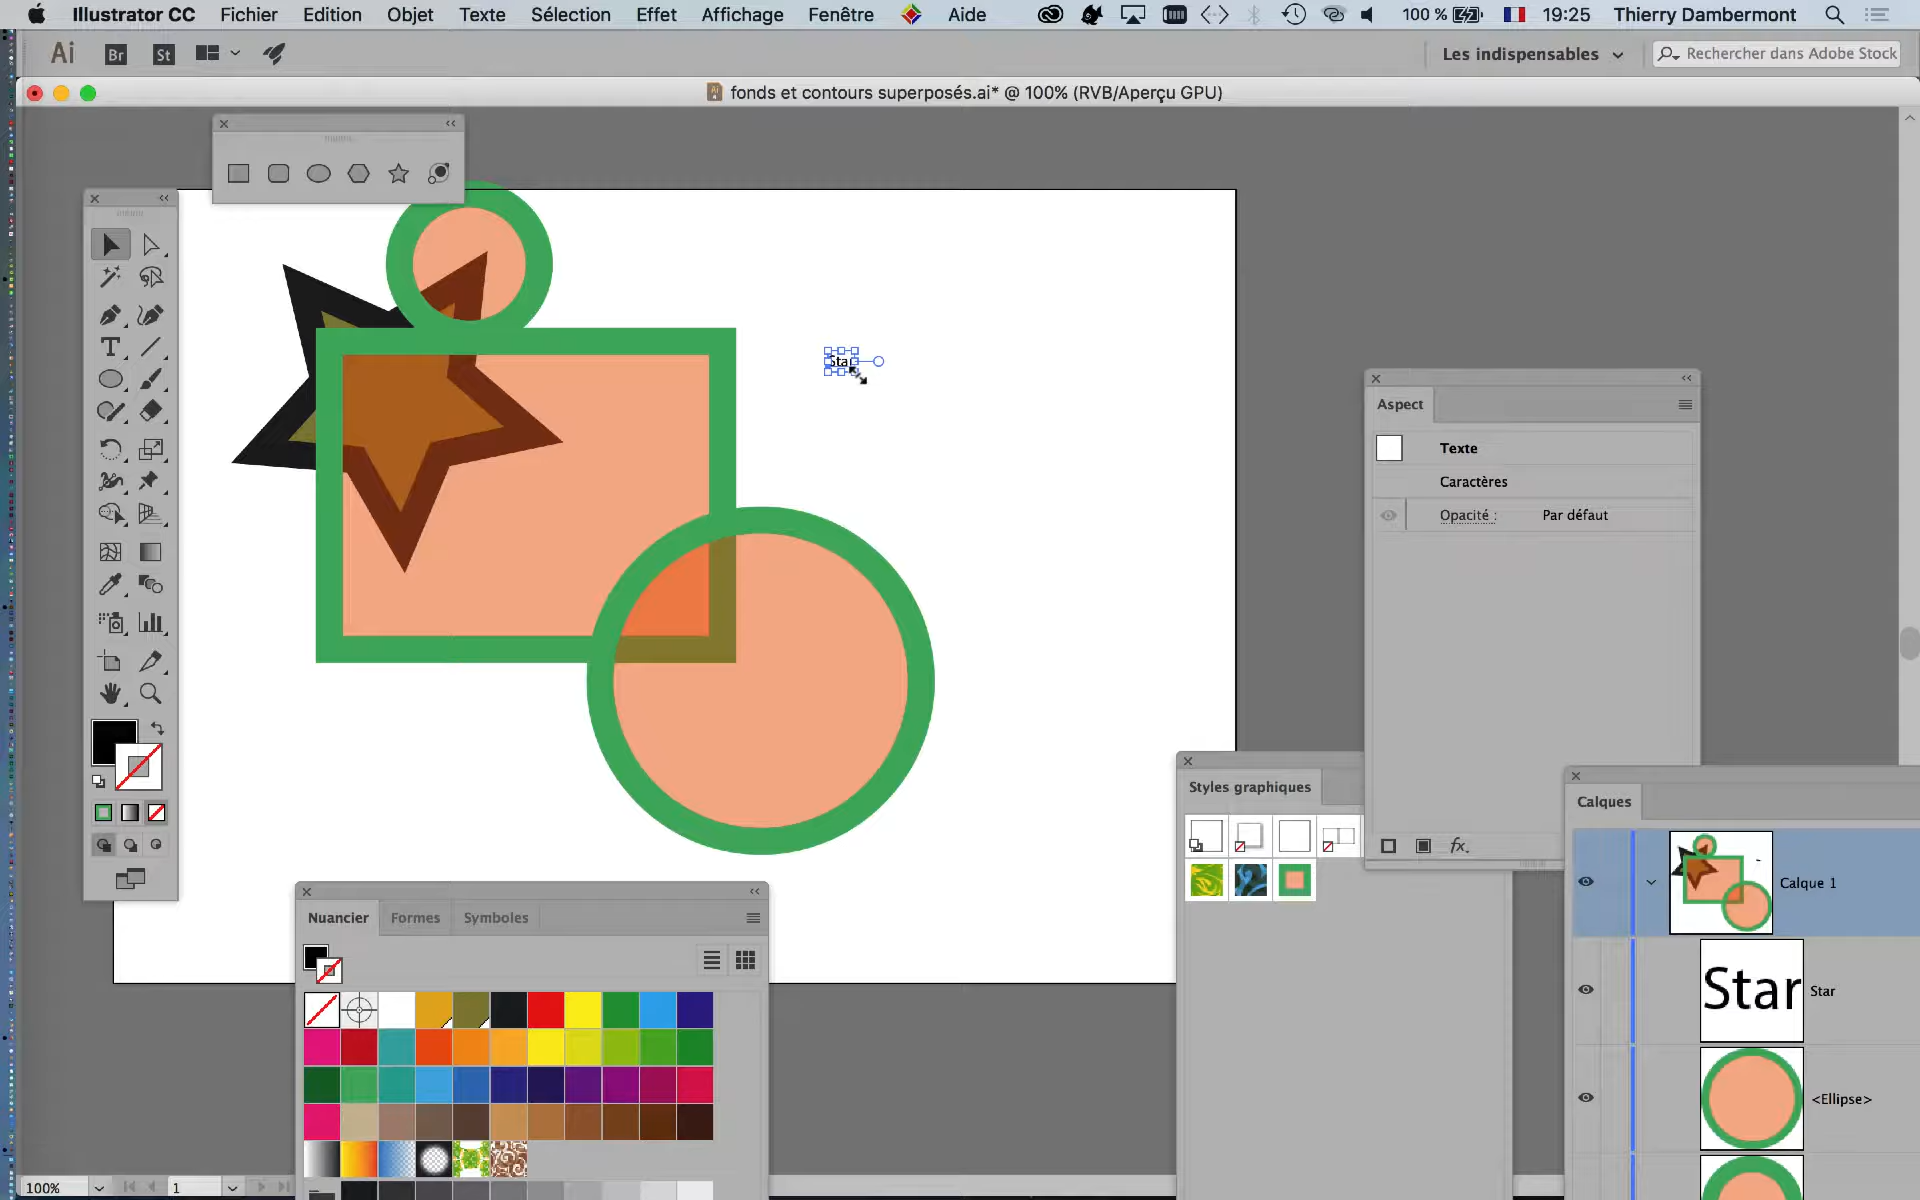 Illustrator CC Fichier Edition Objet Texte Sélection Effet Affichage Fenêtre Aide 100 % 19:25 Thierry Dambermont
Ai Br St Les indispensables Rechercher dans Adobe Stock
fonds et contours superposés.ai* @ 100% (RVB/Aperçu GPU)
Star
Aspect
Texte
Caractères
Opacité : Par défaut
fx.
Styles graphiques
Calques
Calque 1
Star Star
<Ellipse>
Nuancier Formes Symboles
100% 1